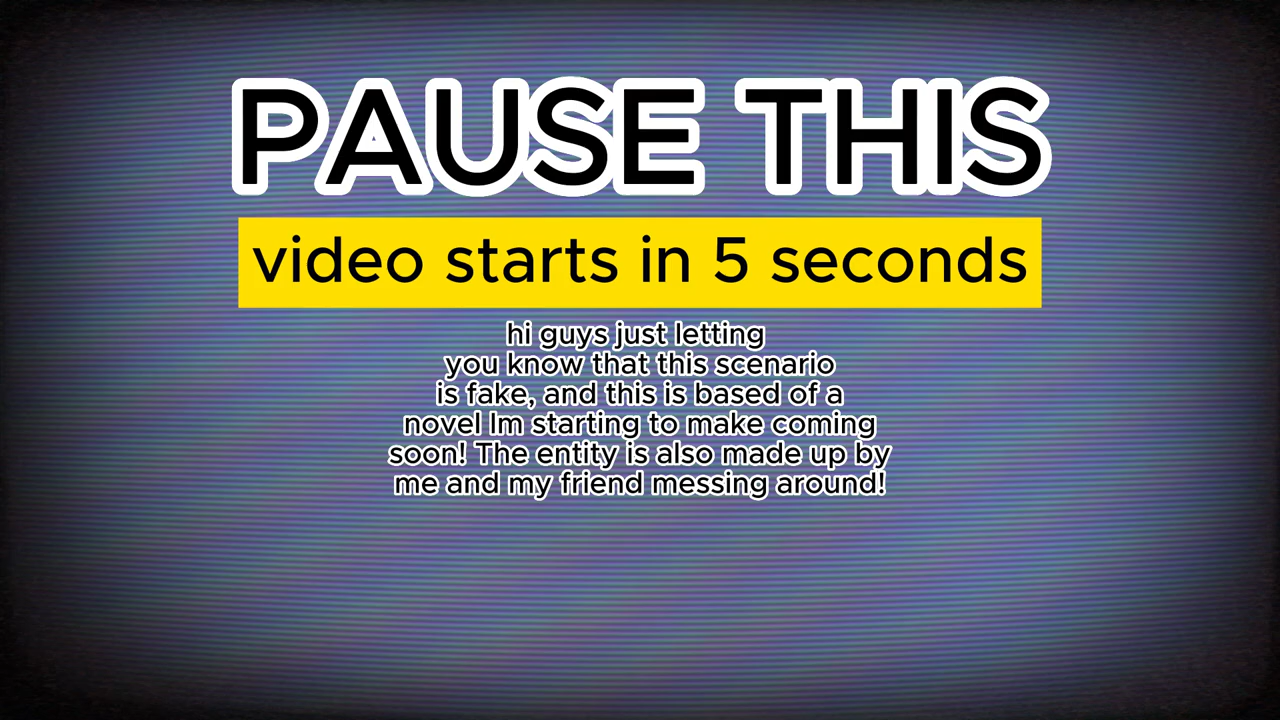 PAUSE THIS
video starts in 5 seconds
hi guys just letting
you know that this scenario
is fake, and this is based of a
novel Im starting to make coming
soon! The entity is also made up by
me and my friend messing around!